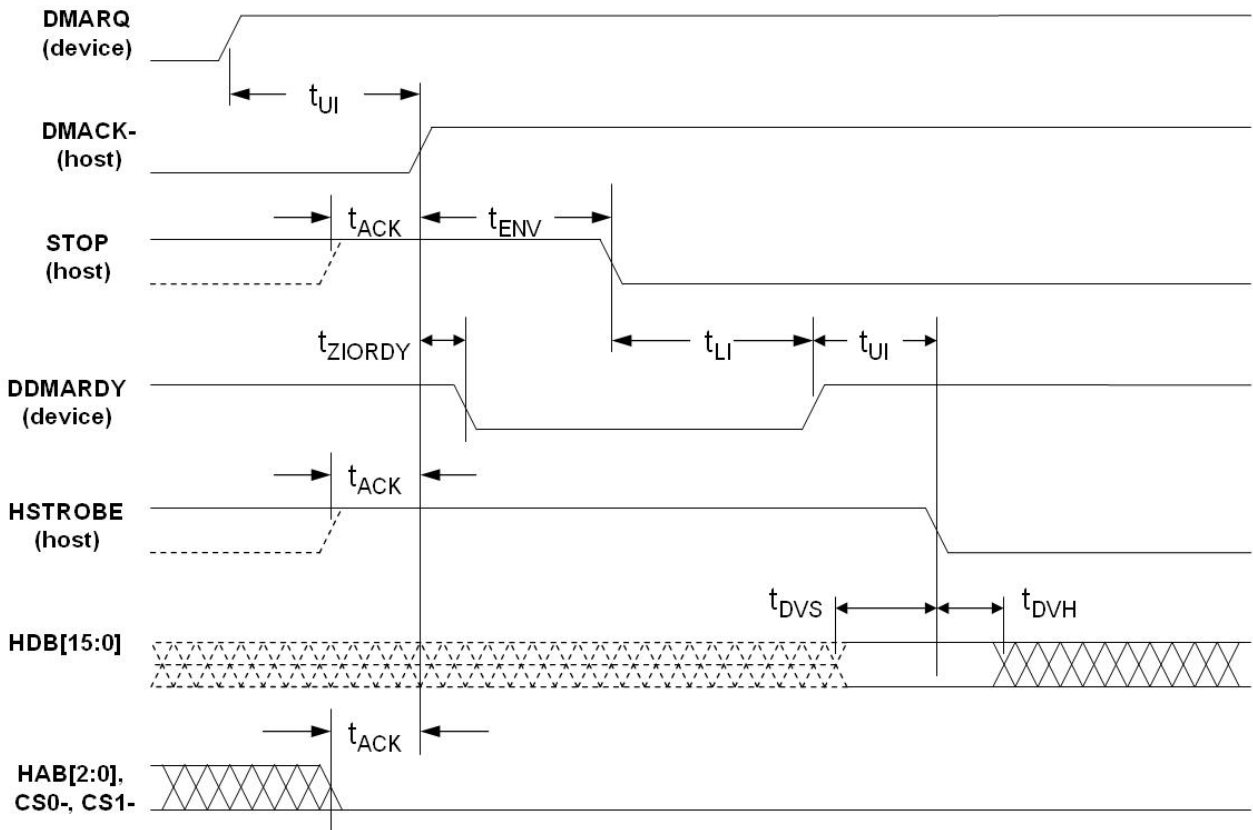 DMARQ
(device)
tUI
DMACK-
(host)
tACK
tENV
STOP
(host)
tZIORDY
tLI
tUI
DDMARDY
(device)
tACK
HSTROBE
(host)
tDVS
tDVH
HDB[15:0]
tACK
HAB[2:0],
CS0-, CS1-